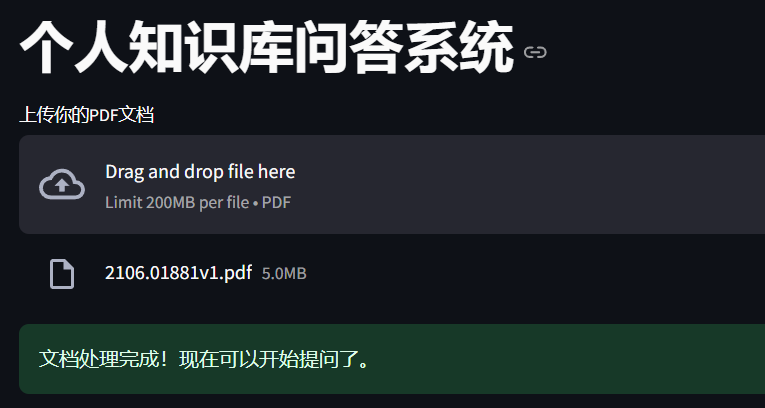 个人知识库问答系统
上传你的PDF文档
Drag and drop file here
Limit 200MB per file • PDF
2106.01881v1.pdf 5.0MB
文档处理完成！现在可以开始提问了。